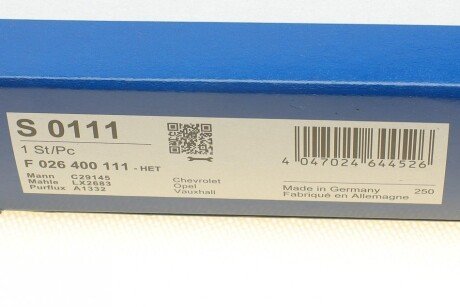 S 0111
1 St/Pc
F 026 400 111 - HET
Mann C29145
Mahle LX2683
Purflux A1332
Chevrolet
Opel
Vauxhall
4 047024 644526
Made in Germany 250
Fabriqué en Allemagne